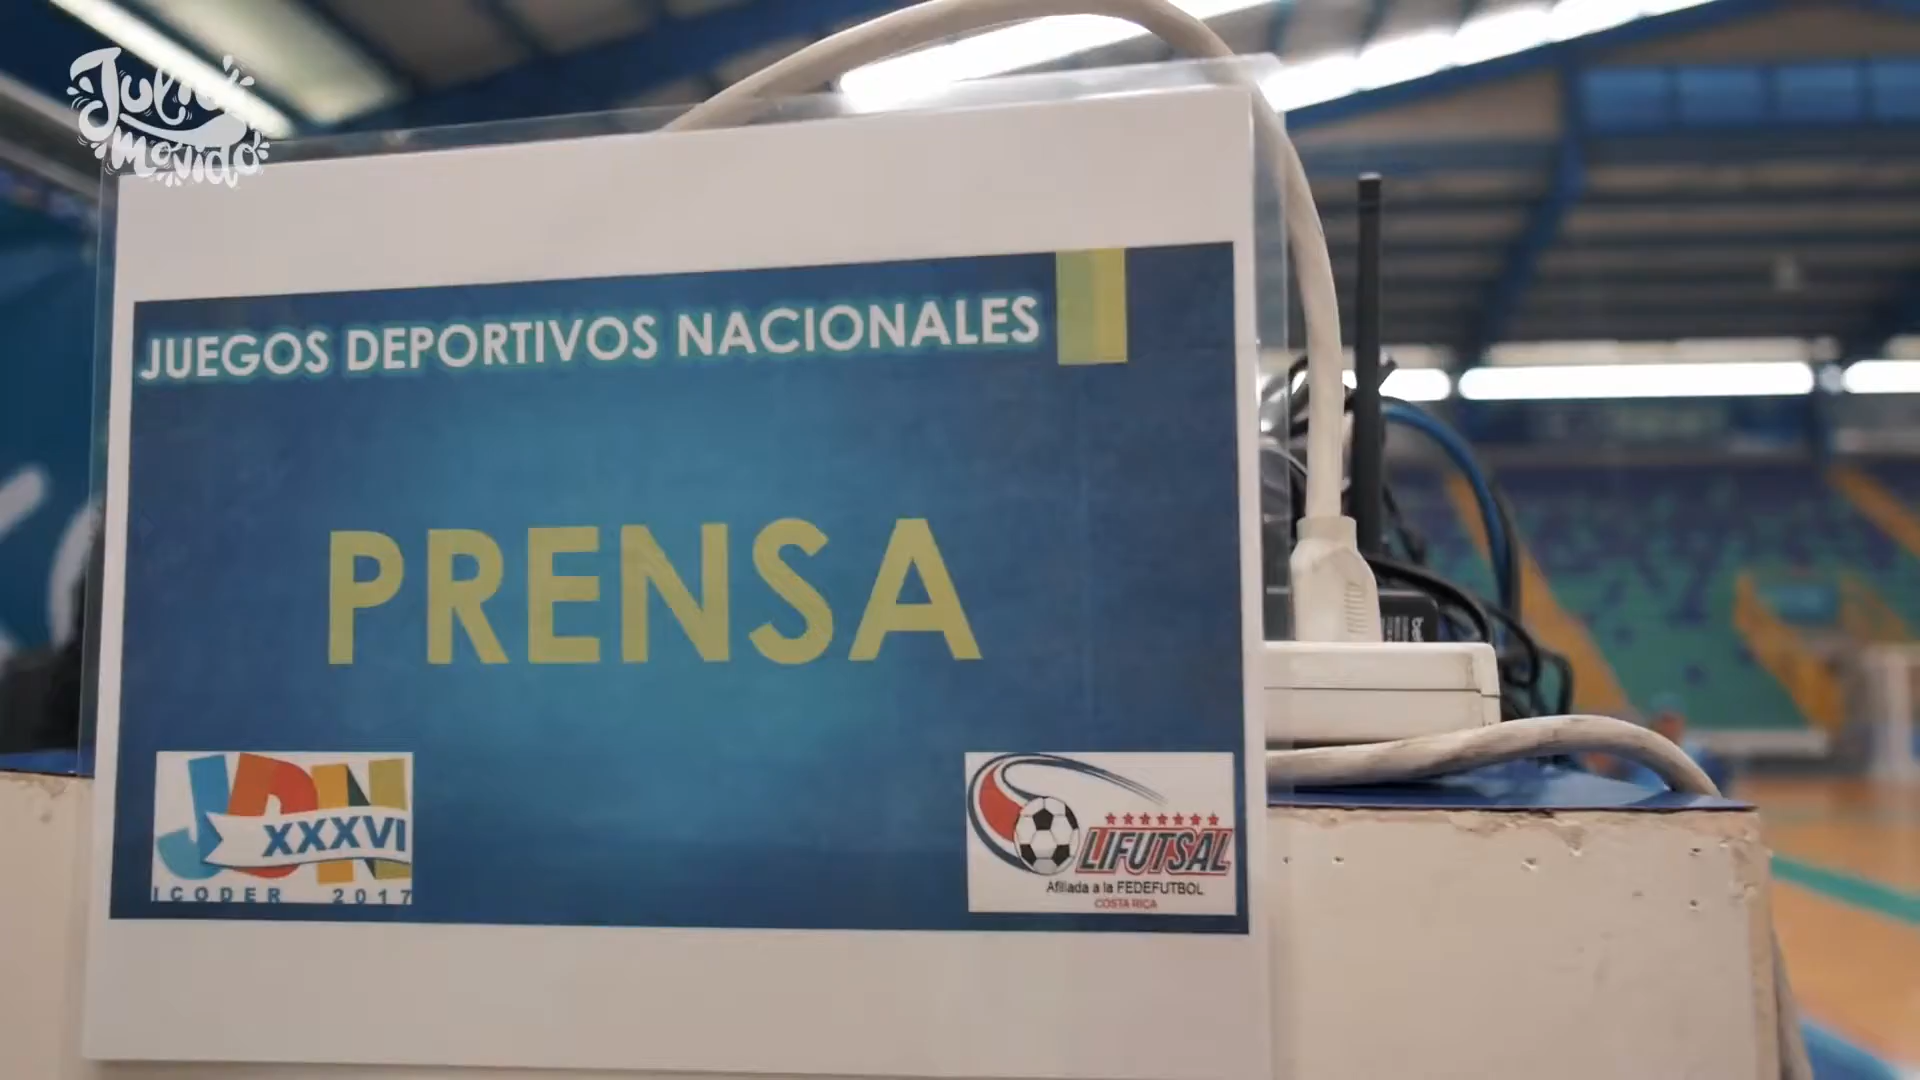 Julio
movido
JUEGOS DEPORTIVOS NACIONALES
PRENSA
JDN
XXXVI
ICODER 2017
LIFUTSAL
Afiliada a la FEDEFUTBOL
COSTA RICA